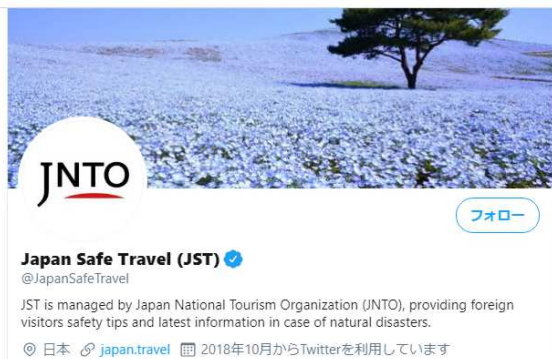 JNTO
フォロー
Japan Safe Travel (JST)
@JapanSafeTravel
JST is managed by Japan National Tourism Organization (JNTO), providing foreign
visitors safety tips and latest information in case of natural disasters.
日本 japan.travel 2018年10月からTwitterを利用しています